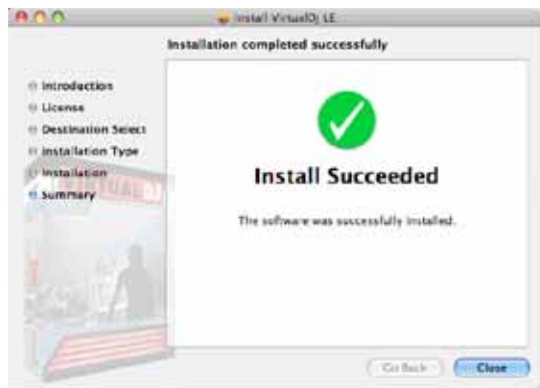 Install VirtualDJ LE
Installation completed successfully
Introduction
License
Destination Select
Installation Type
Installation
Summary
VIRTUAL
Install Succeeded
The software was successfully installed.
Go Back
Close